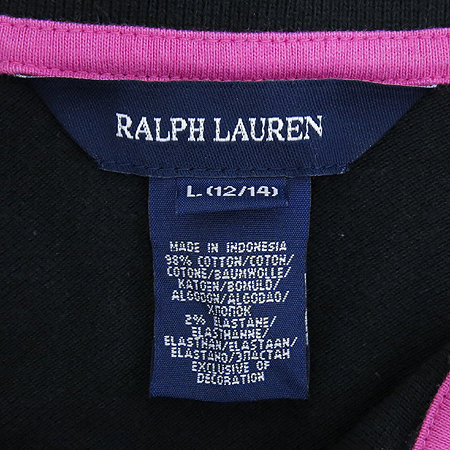 RALPH LAUREN
L (12/14)
MADE IN INDONESIA
98% COTTON/COTON/
COTONE/BAUMWOLLE/
KATOEN/BOMULD/
ALGODON/ALGODAO/
ХЛОПОК
2% ELASTANE/
ELASTHANNE/
ELASTHAN/ELASTAAN/
ELASTANO/ЭЛАСТАН
EXCLUSIVE OF
DECORATION